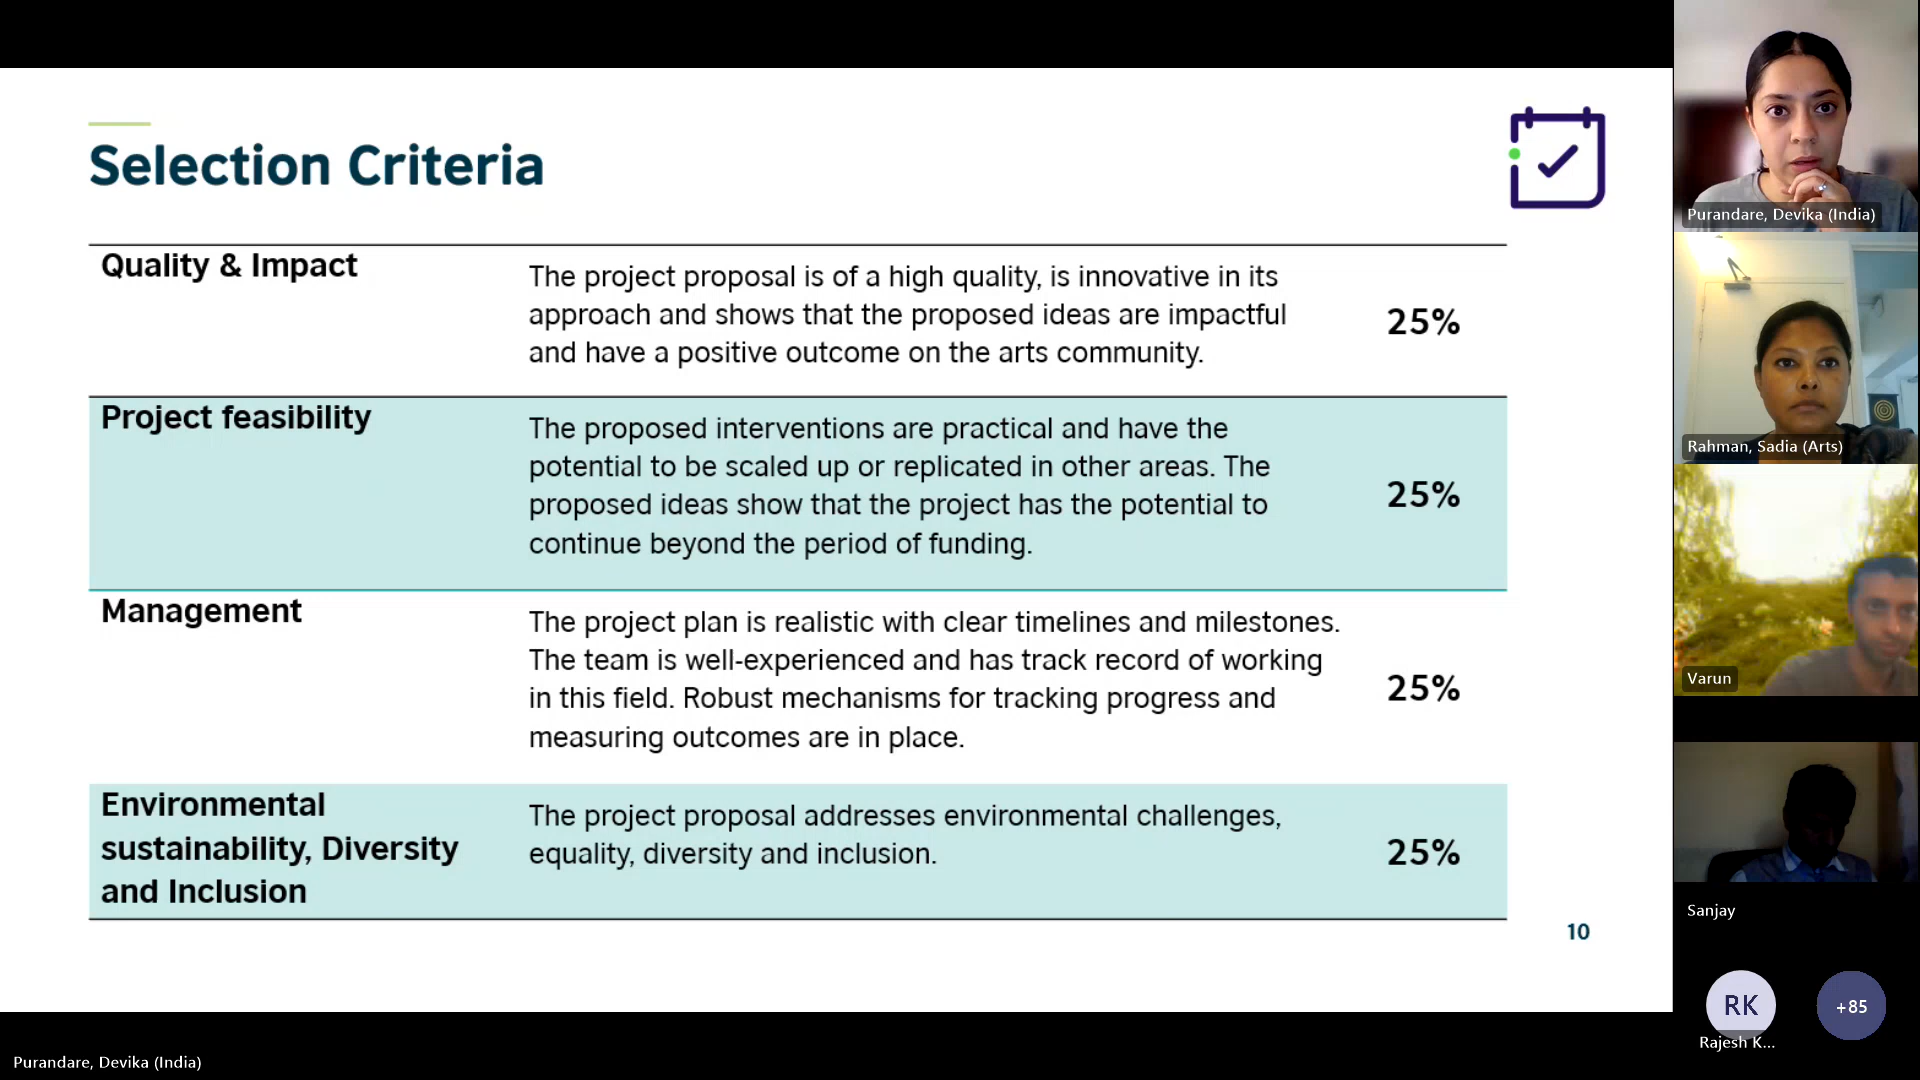 Selection Criteria
Quality & Impact
The project proposal is of a high quality, is innovative in its
approach and shows that the proposed ideas are impactful
and have a positive outcome on the arts community.
25%
Project feasibility
The proposed interventions are practical and have the
potential to be scaled up or replicated in other areas. The
proposed ideas show that the project has the potential to
continue beyond the period of funding.
25%
Management
The project plan is realistic with clear timelines and milestones.
The team is well-experienced and has track record of working
in this field. Robust mechanisms for tracking progress and
measuring outcomes are in place.
25%
Environmental
sustainability, Diversity
and Inclusion
The project proposal addresses environmental challenges,
equality, diversity and inclusion.
25%
10
Purandare, Devika (India)
Rahman, Sadia (Arts)
Varun
Sanjay
RK
Rajesh K...
+85
Purandare, Devika (India)